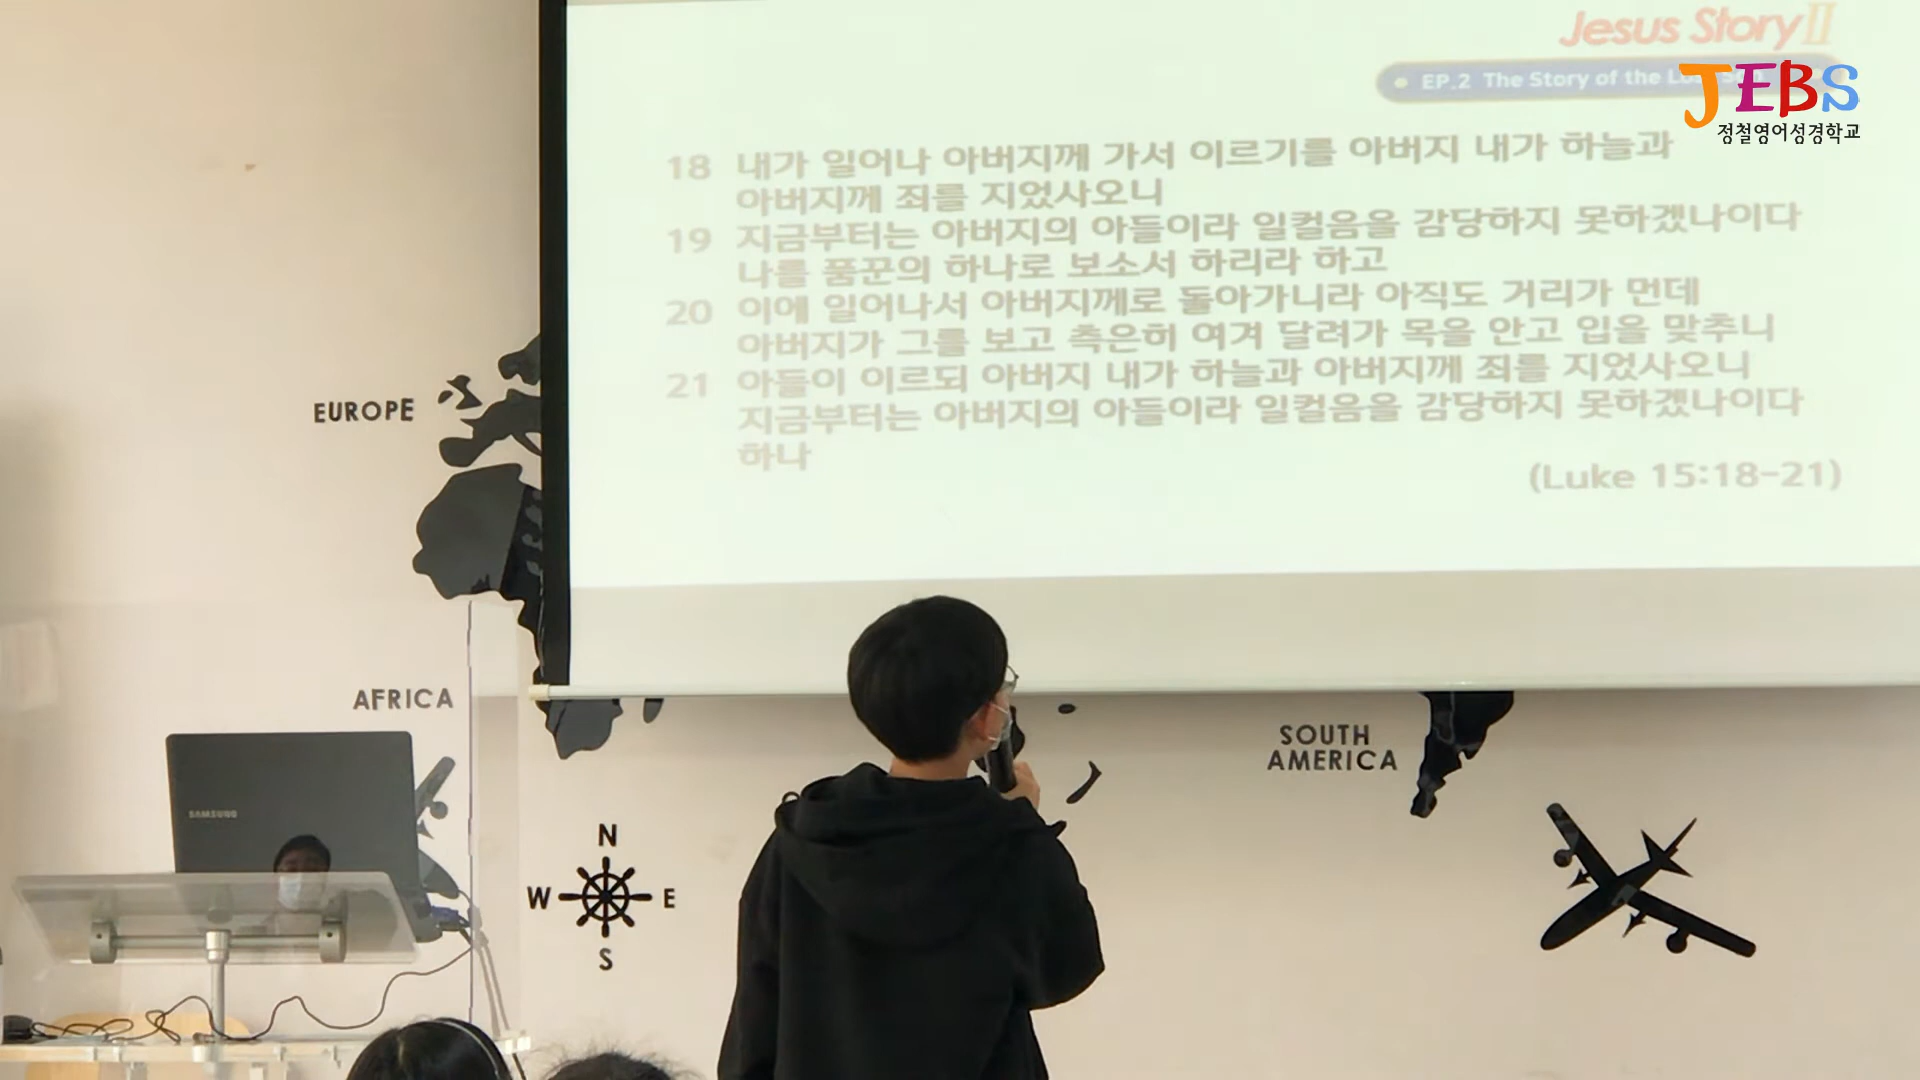 Jesus Story II
EP.2 The Story of the
JEBS
정철영어성경학교
18 내가 일어나 아버지께 가서 이르기를 아버지 내가 하늘과
아버지께 죄를 지었사오니
19 지금부터는 아버지의 아들이라 일컬음을 감당하지 못하겠나이다
나를 품꾼의 하나로 보소서 하리라 하고
20 이에 일어나서 아버지께로 돌아가니라 아직도 거리가 먼데
아버지가 그를 보고 측은히 여겨 달려가 목을 안고 입을 맞추니
21 아들이 이르되 아버지 내가 하늘과 아버지께 죄를 지었사오니
지금부터는 아버지의 아들이라 일컬음을 감당하지 못하겠나이다
하나
(Luke 15:18-21)
EUROPE
AFRICA
SOUTH
AMERICA
SAMSUNG
N
W E
S